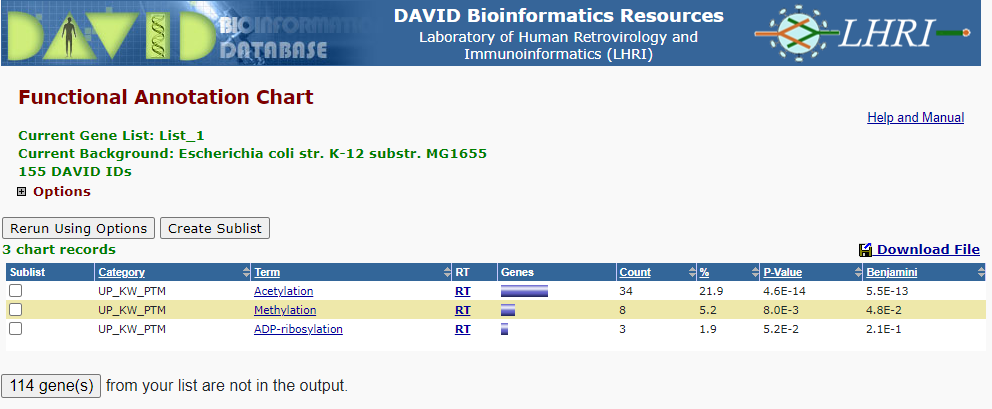 DAVID BIOINFORMATICS DATABASE
DAVID Bioinformatics Resources
Laboratory of Human Retrovirology and
Immunoinformatics (LHRI)
LHRI
Functional Annotation Chart
Help and Manual
Current Gene List: List_1
Current Background: Escherichia coli str. K-12 substr. MG1655
155 DAVID IDs
Options
Rerun Using Options Create Sublist
3 chart records Download File
Sublist Category Term RT Genes Count % P-Value Benjamini
UP_KW_PTM Acetylation RT 34 21.9 4.6E-14 5.5E-13
UP_KW_PTM Methylation RT 8 5.2 8.0E-3 4.8E-2
UP_KW_PTM ADP-ribosylation RT 3 1.9 5.2E-2 2.1E-1
114 gene(s) from your list are not in the output.